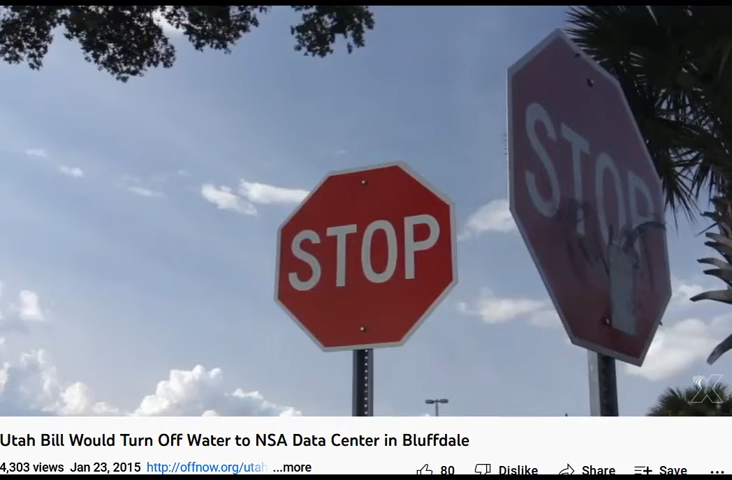 STOP
STOP
Utah Bill Would Turn Off Water to NSA Data Center in Bluffdale
4,303 views Jan 23, 2015 http://offnow.org/utah ...more
80 Dislike Share Save ...